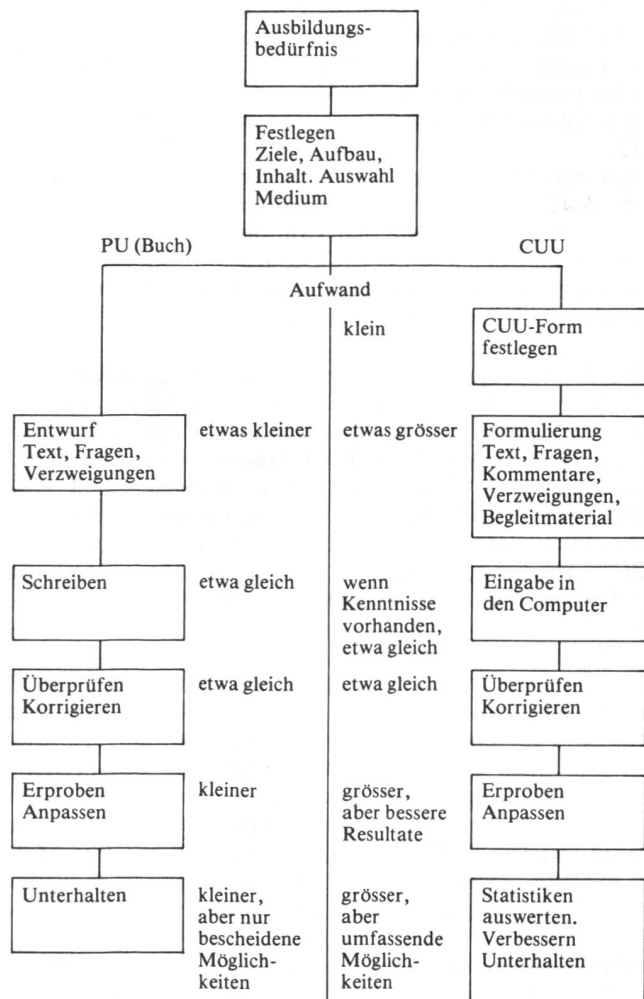 Ausbildungs-
bedürfnis
Festlegen
Ziele, Aufbau,
Inhalt. Auswahl
Medium
PU (Buch)
CUU
Aufwand
klein
CUU-Form
festlegen
Entwurf
Text, Fragen,
Verzweigungen
etwas kleiner
etwas grösser
Formulierung
Text, Fragen,
Kommentare,
Verzweigungen,
Begleitmaterial
Schreiben
etwa gleich
wenn
Kenntnisse
vorhanden,
etwa gleich
Eingabe in
den Computer
Überprüfen
Korrigieren
etwa gleich
etwa gleich
Überprüfen
Korrigieren
Erproben
Anpassen
kleiner
grösser,
aber bessere
Resultate
Erproben
Anpassen
Unterhalten
kleiner,
aber nur
bescheidene
Möglich-
keiten
grösser,
aber
umfassende
Möglich-
keiten
Statistiken
auswerten.
Verbessern
Unterhalten